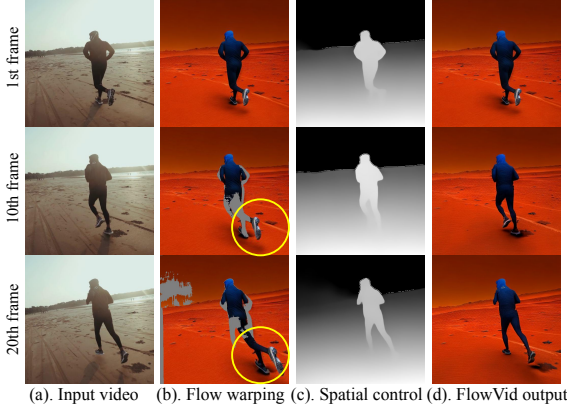 1st frame
10th frame
20th frame
(a). Input video (b). Flow warping (c). Spatial control (d). FlowVid output